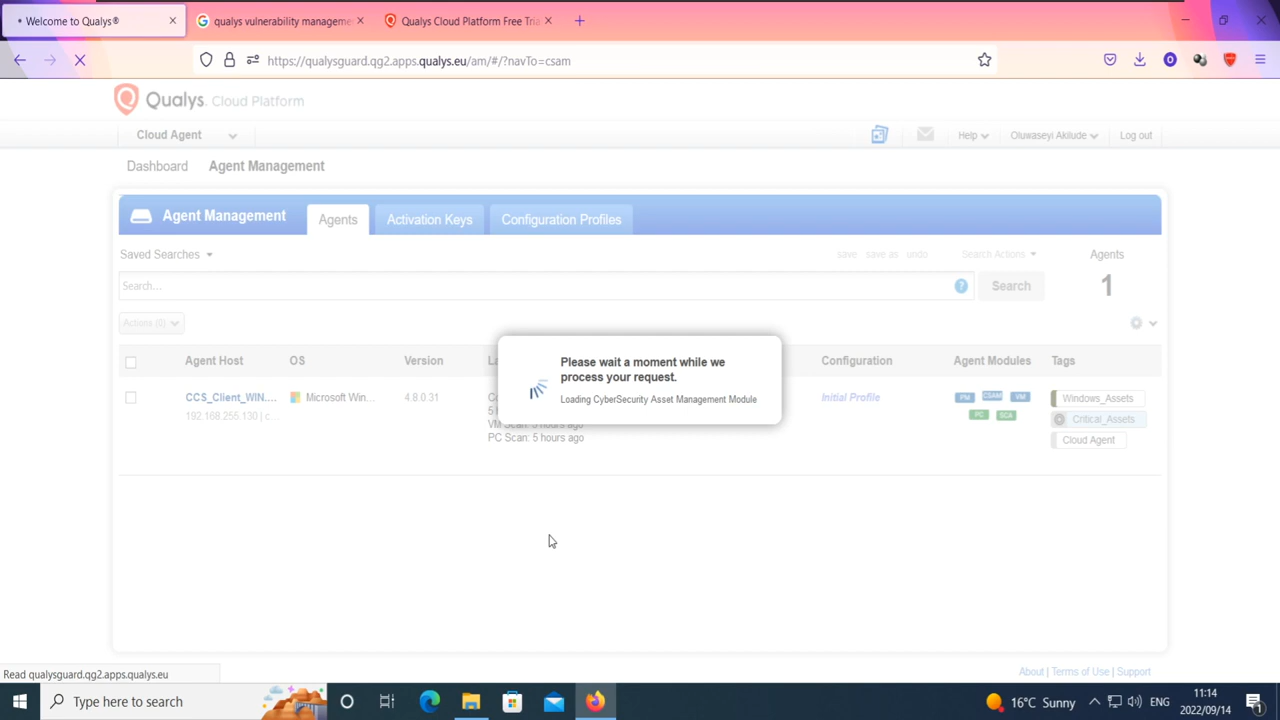 Welcome to Qualys®
qualys vulnerability manageme
Qualys Cloud Platform Free Tria
https://qualysguard.qg2.apps.qualys.eu/am/#/?navTo=csam
Qualys. Cloud Platform
Cloud Agent
Help
Oluwaseyi Akilude
Log out
Dashboard
Agent Management
Agent Management
Agents
Activation Keys
Configuration Profiles
Saved Searches
save
save as
undo
Search Actions
Agents
Search...
Search
1
Actions (0)
Agent Host
OS
Version
Configuration
Agent Modules
Tags
Please wait a moment while we
process your request.
Loading CyberSecurity Asset Management Module
CCS_Client_WIN....
Microsoft Win...
4.8.0.31
Initial Profile
PM
CSAM
VM
Windows_Assets
192.168.255.130 | c...
PC
SCA
Critical_Assets
VM Scan: 5 hours ago
PC Scan: 5 hours ago
Cloud Agent
About | Terms of Use | Support
Read qualysguard.qg2.apps.qualys.eu
Type here to search
16°C Sunny
ENG
11:14
2022/09/14
1